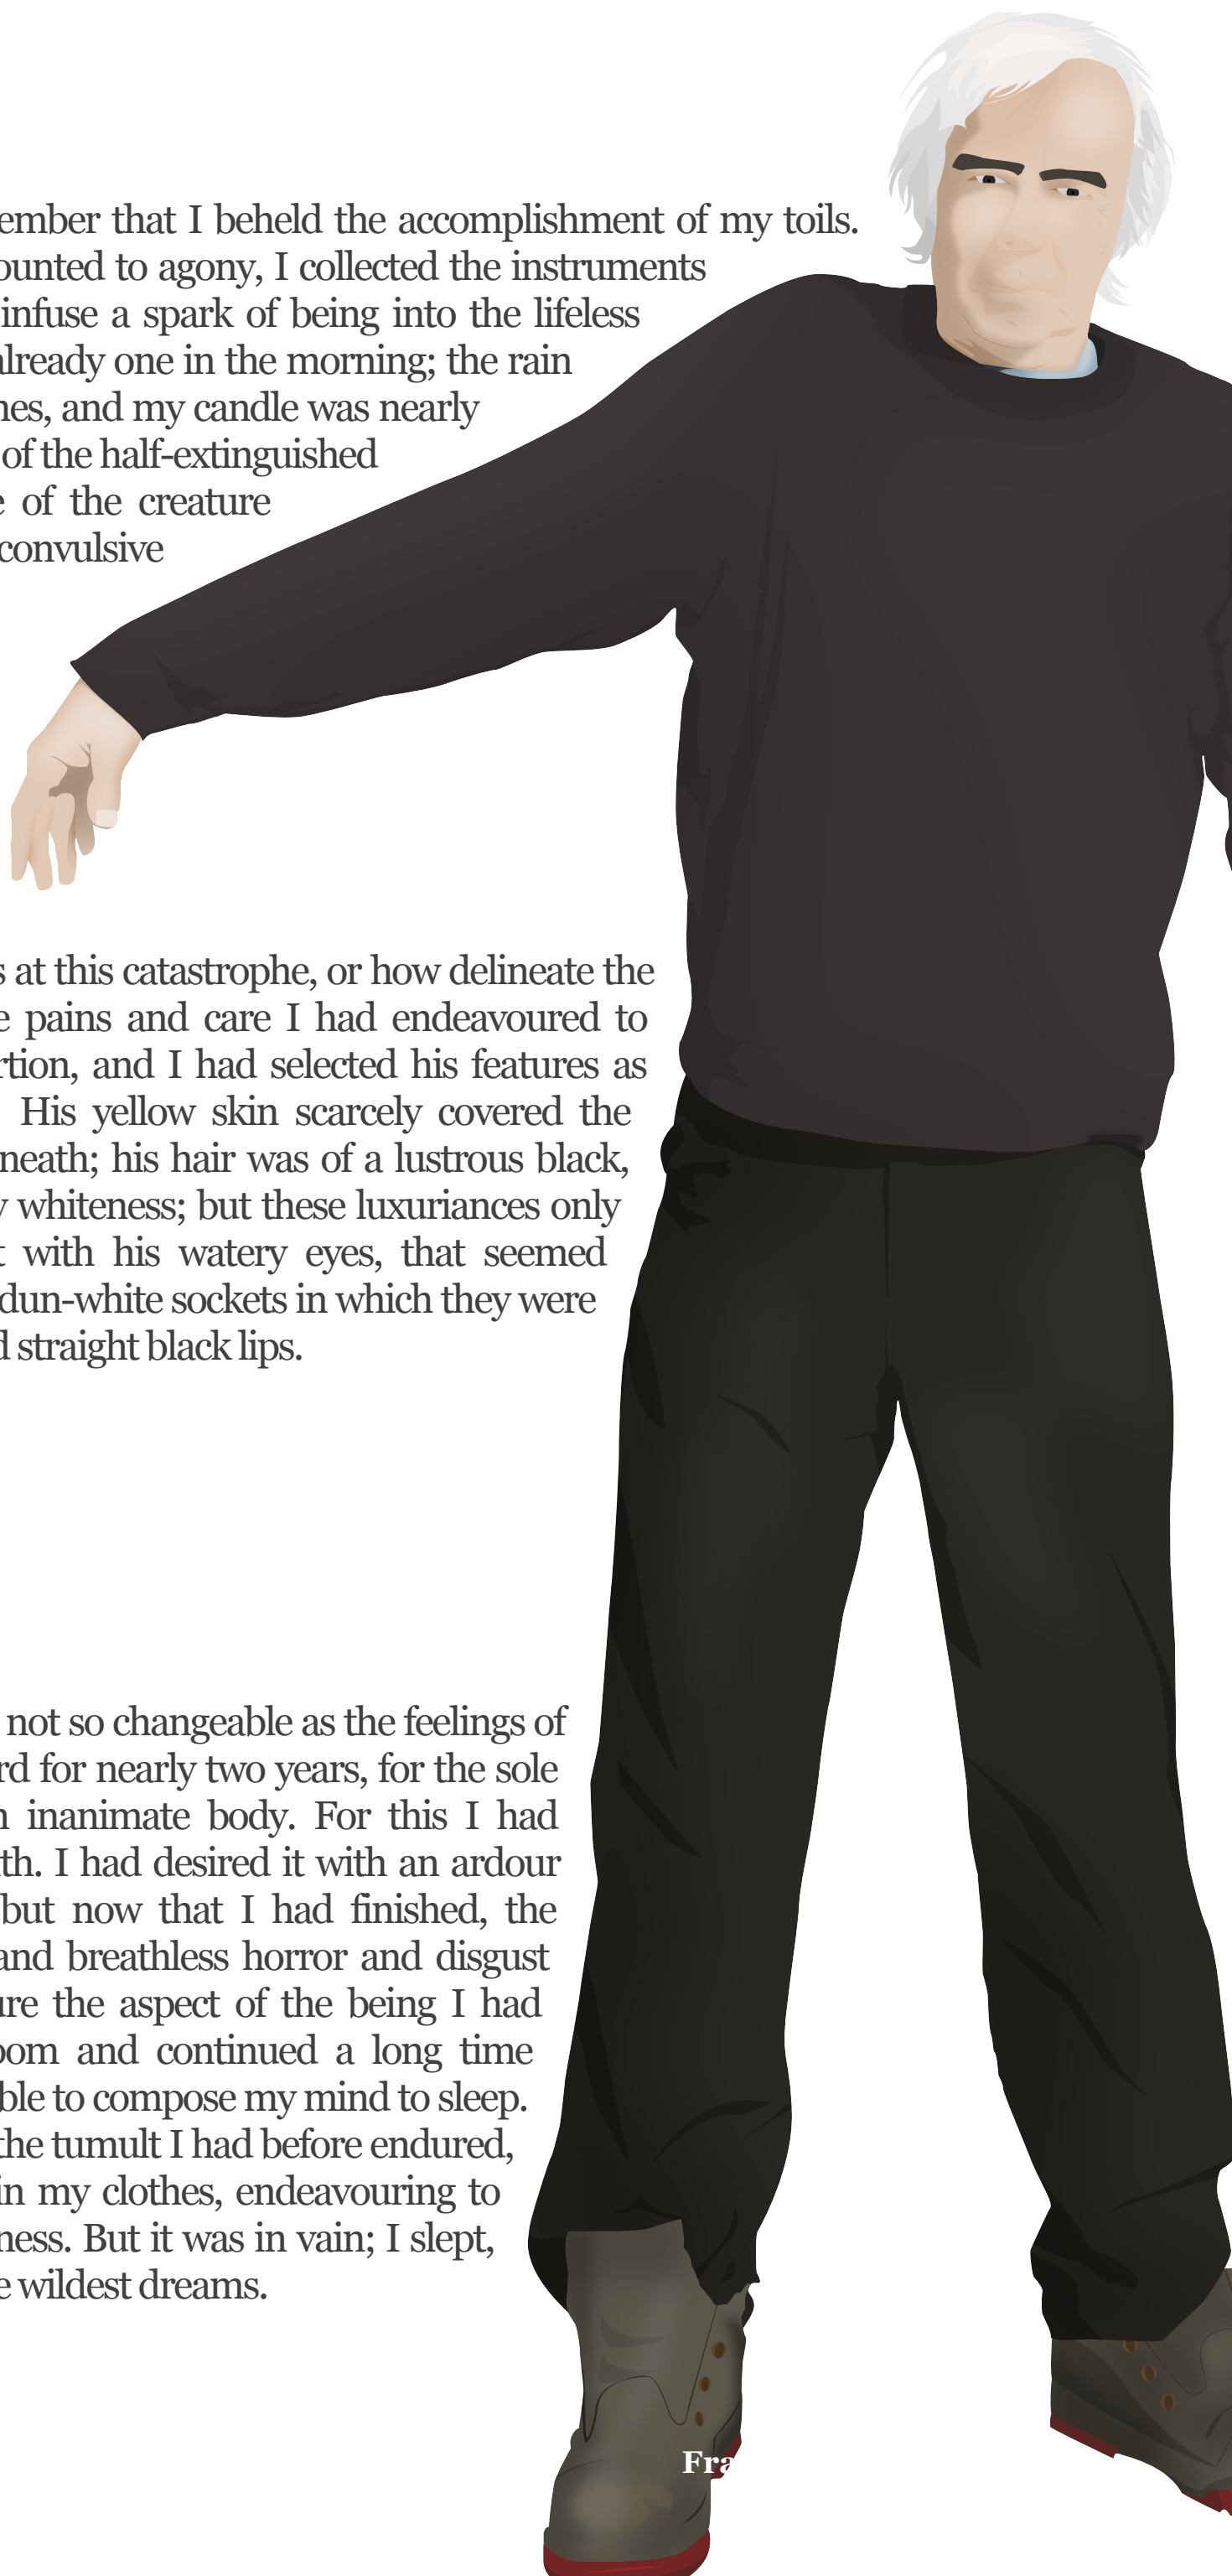 ember that I beheld the accomplishment of my toils.
ounted to agony, I collected the instruments
infuse a spark of being into the lifeless
already one in the morning; the rain
nes, and my candle was nearly
of the half-extinguished
e of the creature
convulsive
s at this catastrophe, or how delineate the
e pains and care I had endeavoured to
rtion, and I had selected his features as
His yellow skin scarcely covered the
neath; his hair was of a lustrous black,
y whiteness; but these luxuriances only
t with his watery eyes, that seemed
dun-white sockets in which they were
d straight black lips.
not so changeable as the feelings of
rd for nearly two years, for the sole
n inanimate body. For this I had
lth. I had desired it with an ardour
but now that I had finished, the
and breathless horror and disgust
ure the aspect of the being I had
oom and continued a long time
ble to compose my mind to sleep.
the tumult I had before endured,
in my clothes, endeavouring to
ness. But it was in vain; I slept,
e wildest dreams.
Fra